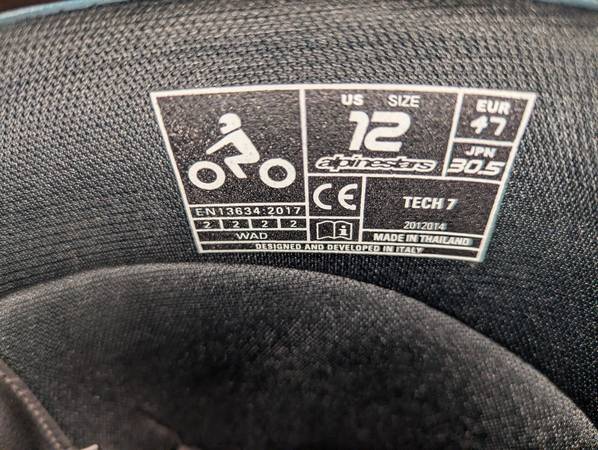 US SIZE
12
alpinestars
EUR
47
JPN
30.5
EN13634:2017
2 2 2 2
WAD
CE
i
TECH 7
2012014
MADE IN THAILAND
DESIGNED AND DEVELOPED IN ITALY